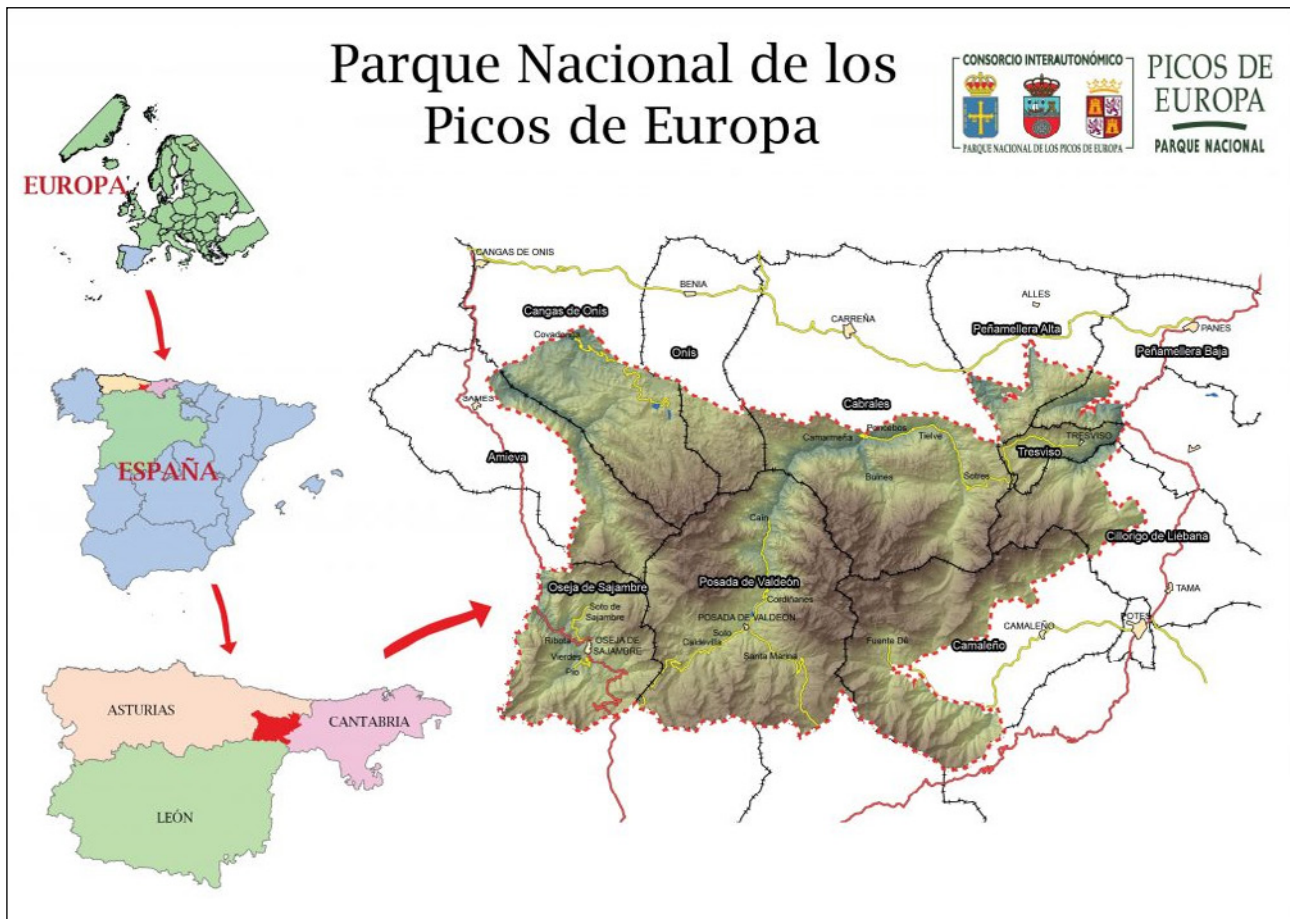 Parque Nacional de los
Picos de Europa
CONSORCIO INTERAUTONÓMICO
PARQUE NACIONAL DE LOS PICOS DE EUROPA
PICOS DE
EUROPA
PARQUE NACIONAL
EUROPA
ESPAÑA
ASTURIAS
CANTABRIA
LEÓN
CANGAS DE ONIS
BENIA
ALLES
CARREÑA
PANES
Cangas de Onís
Peñamellera Alta
Covadonga
Onís
Peñamellera Baja
SAMES
Cabrales
Poncebos
Camarmeña
Tielve
TRESVISO
Amieva
Tresviso
Bulnes
Sotres
Caín
Cillorigo de Liébana
Oseja de Sajambre
Posada de Valdeón
TAMA
Cordiñanes
Soto de
Sajambre
POSADA DE VALDEÓN
CAMALEÑO
POTES
Ribota
OSEJA DE
SAJAMBRE
Soto
Caldevilla
Fuente Dé
Camaleño
Vierdes
Pío
Santa Marina